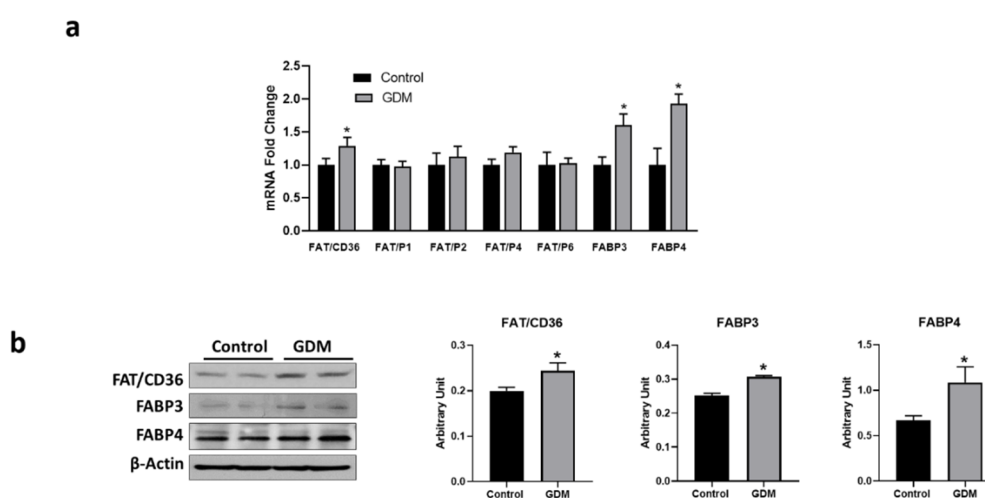 a
2.5
2.0
1.5
1.0
0.5
0.0
mRNA Fold Change
Control
GDM
*
*
*
FAT/CD36 FAT/P1 FAT/P2 FAT/P4 FAT/P6 FABP3 FABP4
b
Control GDM
FAT/CD36
FABP3
FABP4
β-Actin
FAT/CD36
0.3
0.2
0.1
0.0
Arbitrary Unit
*
Control GDM
FABP3
0.4
0.3
0.2
0.1
0.0
Arbitrary Unit
*
Control GDM
FABP4
1.5
1.0
0.5
0.0
Arbitrary Unit
*
Control GDM